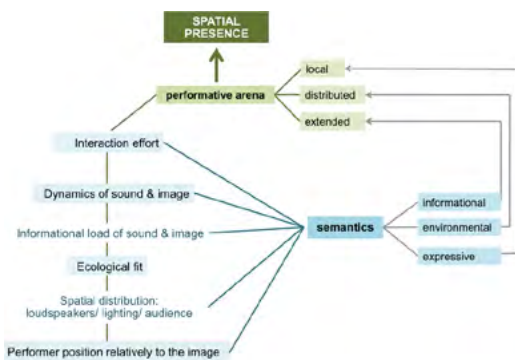 SPATIAL
PRESENCE
performative arena
local
distributed
extended
Interaction effort
Dynamics of sound & image
Informational load of sound & image
Ecological fit
Spatial distribution:
loudspeakers/ lighting/ audience
Performer position relatively to the image
semantics
informational
environmental
expressive